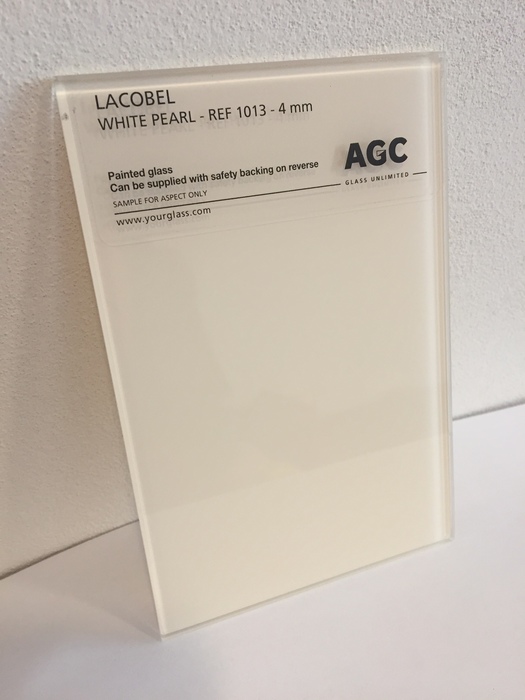 LACOBEL
WHITE PEARL - REF 1013 - 4 mm
Painted glass
Can be supplied with safety backing on reverse
SAMPLE FOR ASPECT ONLY
www.yourglass.com
AGC
GLASS UNLIMITED